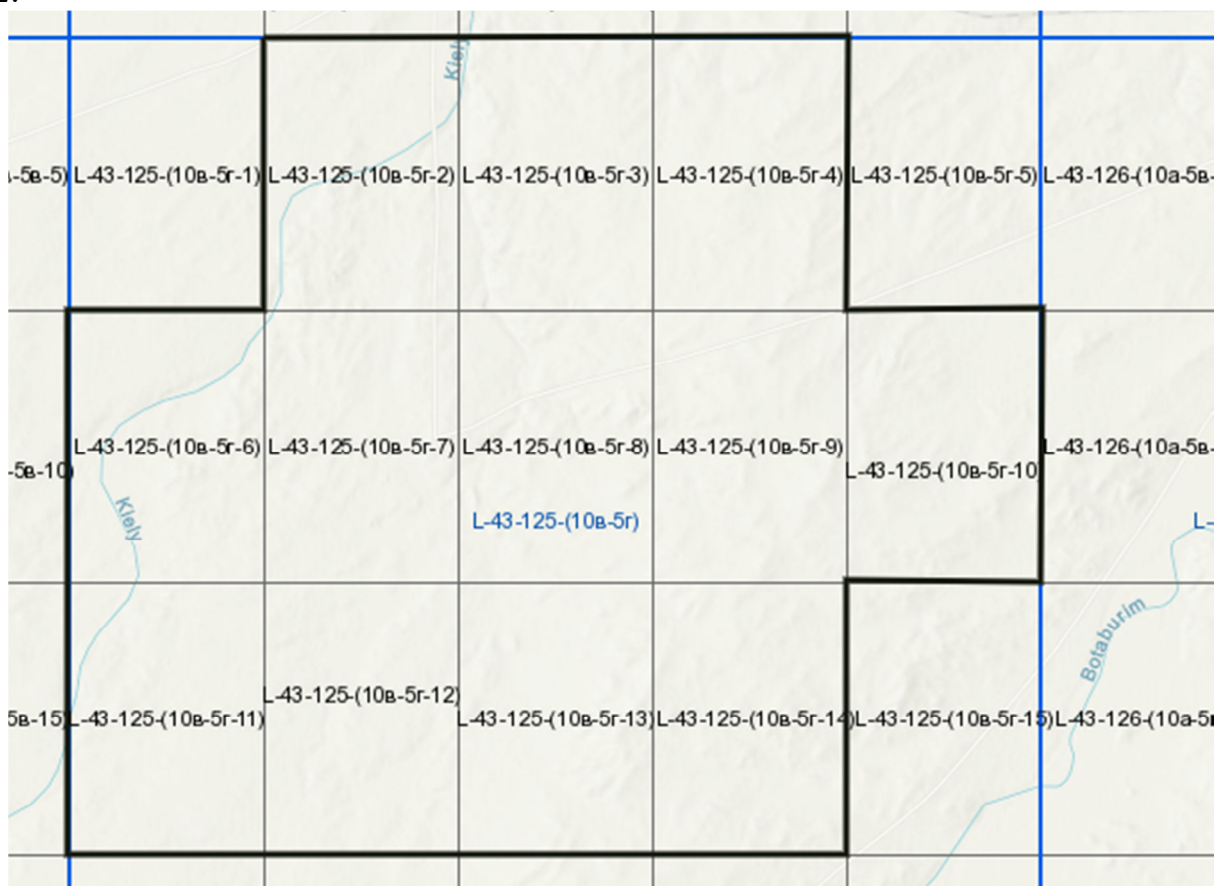 Kiely
-5в-5)
L-43-125-(10в-5г-1)
L-43-125-(10в-5г-2)
L-43-125-(10в-5г-3)
L-43-125-(10в-5г-4)
L-43-125-(10в-5г-5)
L-43-126-(10а-5в-
-5в-10)
L-43-125-(10в-5г-6)
L-43-125-(10в-5г-7)
L-43-125-(10в-5г-8)
L-43-125-(10в-5г-9)
L-43-125-(10в-5г-10
L-43-126-(10а-5в-
Kiely
L-43-125-(10в-5г)
L-
Botaburim
5в-15)
L-43-125-(10в-5г-11)
L-43-125-(10в-5г-12)
L-43-125-(10в-5г-13)
L-43-125-(10в-5г-14)
L-43-125-(10в-5г-15)
L-43-126-(10а-5в